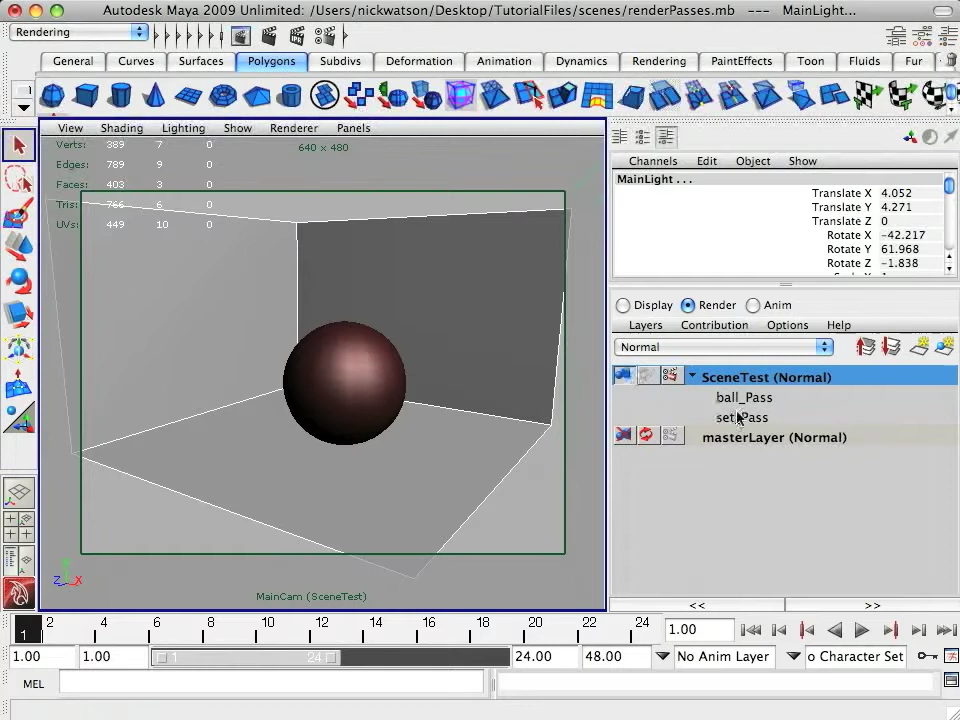 Autodesk Maya 2009 Unlimited: /Users/nickwatson/Desktop/TutorialFiles/scenes/renderPasses.mb --- MainLight...
Rendering
General Curves Surfaces Polygons Subdivs Deformation Animation Dynamics Rendering PaintEffects Toon Fluids Fur
View Shading Lighting Show Renderer Panels
Verts: 389 7 0
640 x 480
Edges: 789 9 0
Faces: 403 3 0
Tris: 766 6 0
UVs: 449 10 0
Z X
MainCam (SceneTest)
Channels Edit Object Show
MainLight ...
Translate X 4.052
Translate Y 4.271
Translate Z 0
Rotate X -42.217
Rotate Y 61.968
Rotate Z -1.838
Display Render Anim
Layers Contribution Options Help
Normal
SceneTest (Normal)
ball_Pass
set_Pass
masterLayer (Normal)
<< >>
1 2 4 6 8 10 12 14 16 18 20 22 24
1.00
1.00 1.00 1 24 24.00 48.00 No Anim Layer o Character Set
MEL